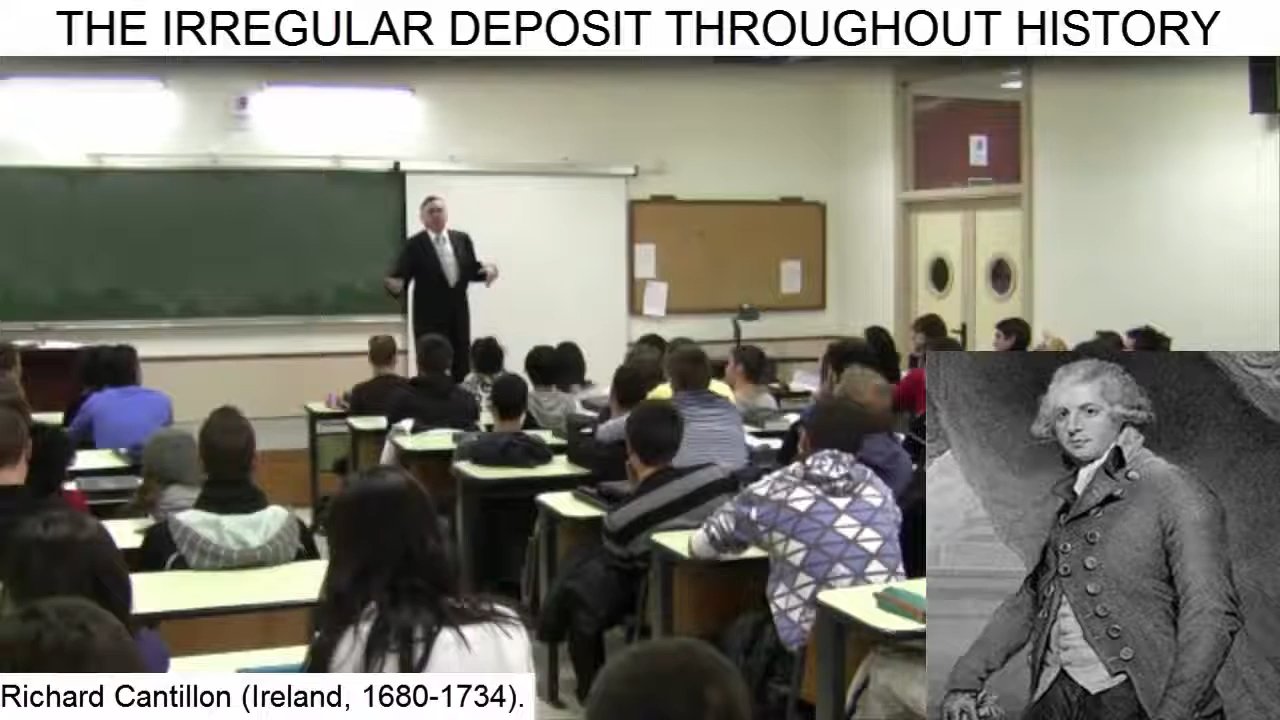 THE IRREGULAR DEPOSIT THROUGHOUT HISTORY
Richard Cantillon (Ireland, 1680-1734).